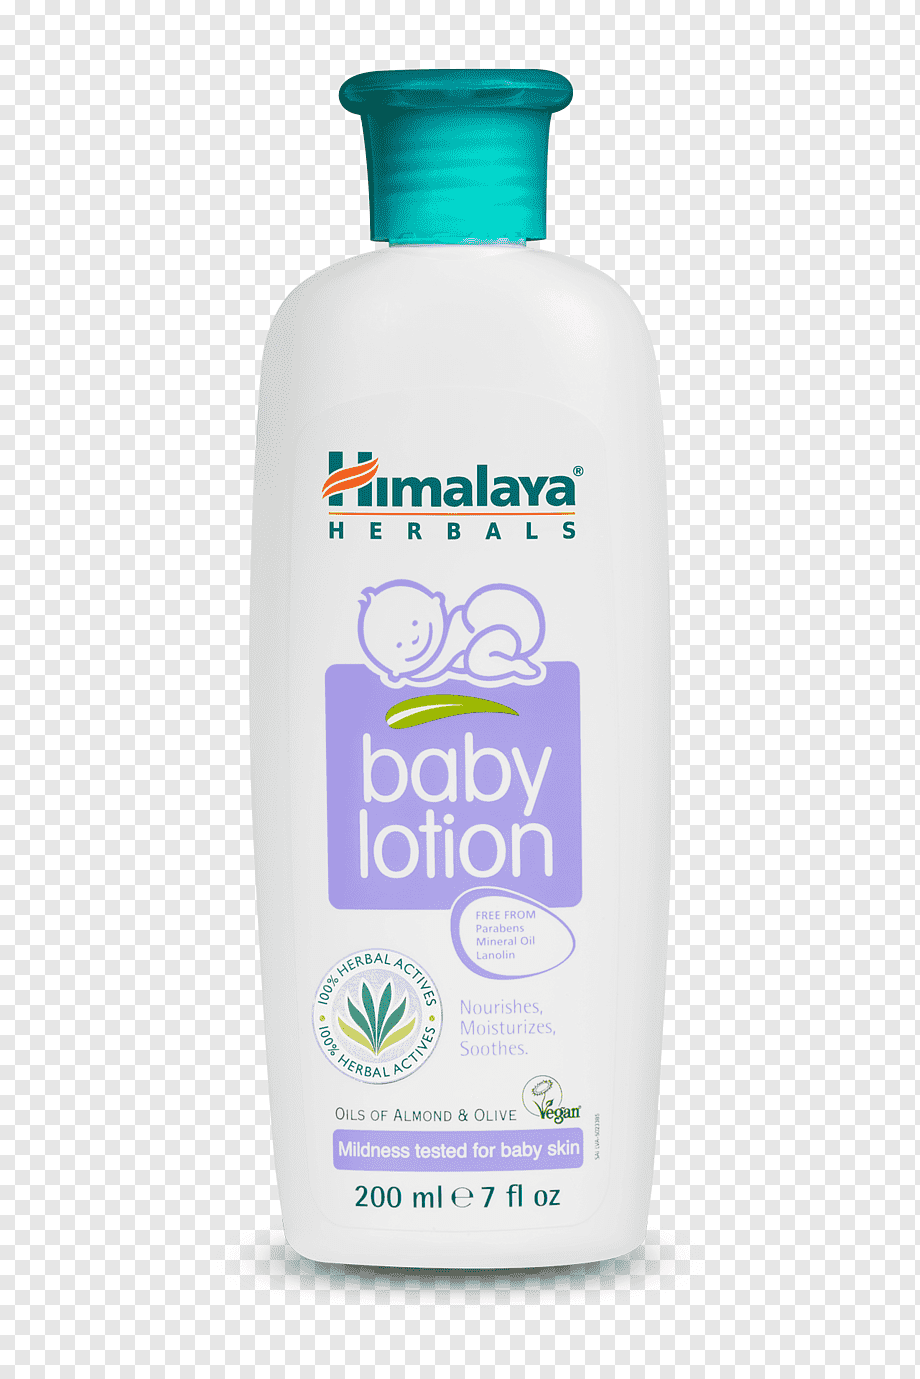 Himalaya®
HERBALS
baby
lotion
FREE FROM
Parabens
Mineral Oil
Lanolin
100% HERBAL ACTIVES
100% HERBAL ACTIVES
Nourishes,
Moisturizes,
Soothes.
OILS OF ALMOND & OLIVE
Vegan
Mildness tested for baby skin
200 ml ℮ 7 fl oz